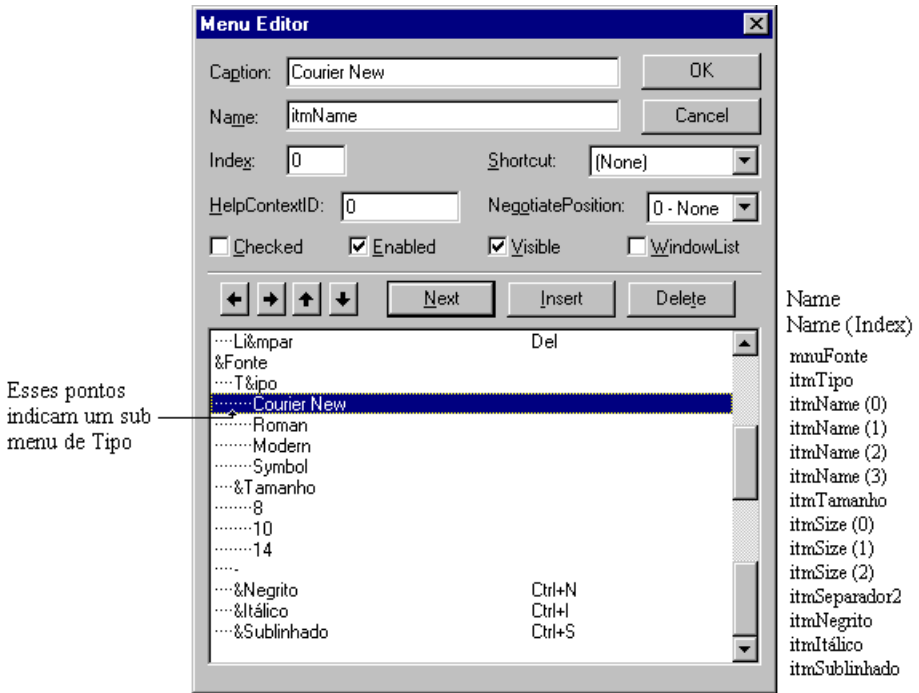 Menu Editor
Caption: Courier New OK
Name: itmName Cancel
Index: 0 Shortcut: (None)
HelpContextID: 0 NegotiatePosition: 0 - None
Checked Enabled Visible WindowList
Next Insert Delete
····Li&mpar Del
&Fonte
····T&ipo
········Courier New
········Roman
········Modern
········Symbol
····&Tamanho
········8
········10
········14
····-
····&Negrito Ctrl+N
····&Itálico Ctrl+I
····&Sublinhado Ctrl+S
Esses pontos
indicam um sub
menu de Tipo
Name
Name (Index)
mnuFonte
itmTipo
itmName (0)
itmName (1)
itmName (2)
itmName (3)
itmTamanho
itmSize (0)
itmSize (1)
itmSize (2)
itmSeparador2
itmNegrito
itmItálico
itmSublinhado